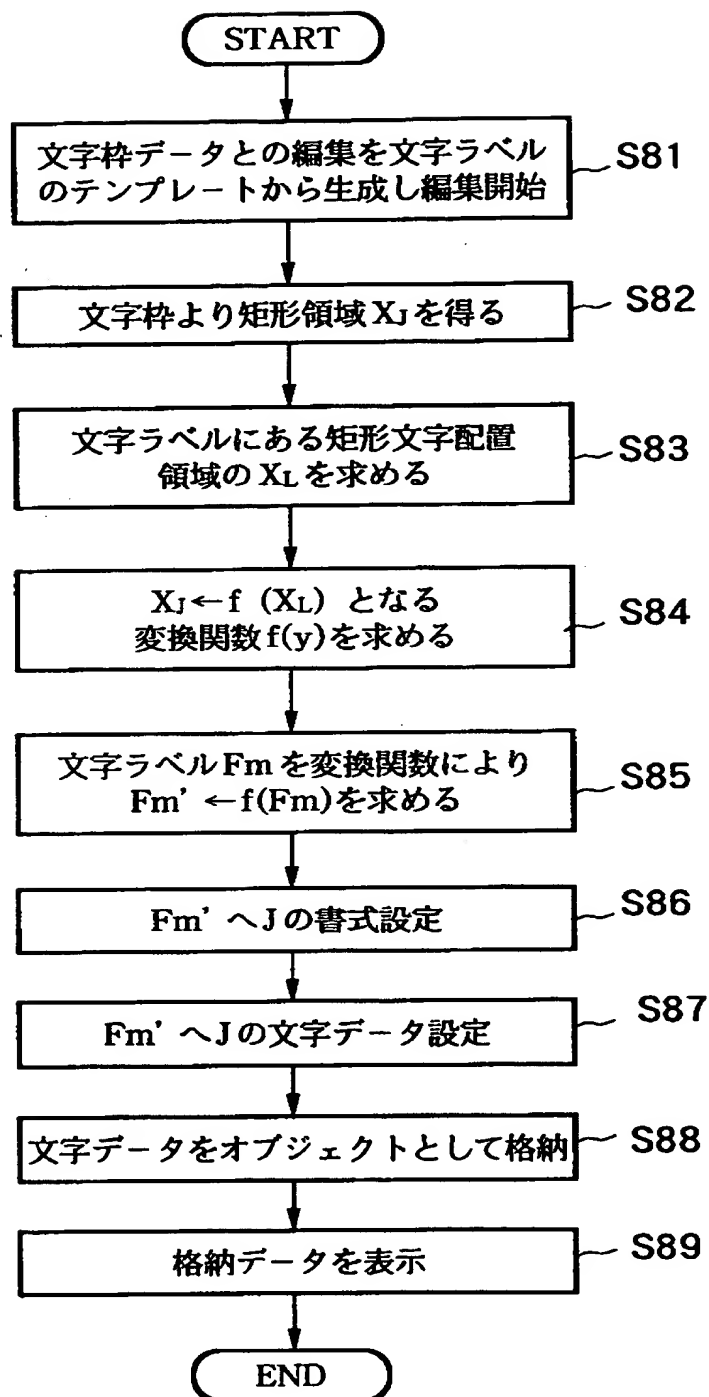 START
文字枠データとの編集を文字ラベル
のテンプレートから生成し編集開始
S81
文字枠より矩形領域XJを得る
S82
文字ラベルにある矩形文字配置
領域のXLを求める
S83
XJ←f (XL) となる
変換関数f(y)を求める
S84
文字ラベルFmを変換関数により
Fm'←f(Fm)を求める
S85
Fm'へJの書式設定
S86
Fm'へJの文字データ設定
S87
文字データをオブジェクトとして格納
S88
格納データを表示
S89
END